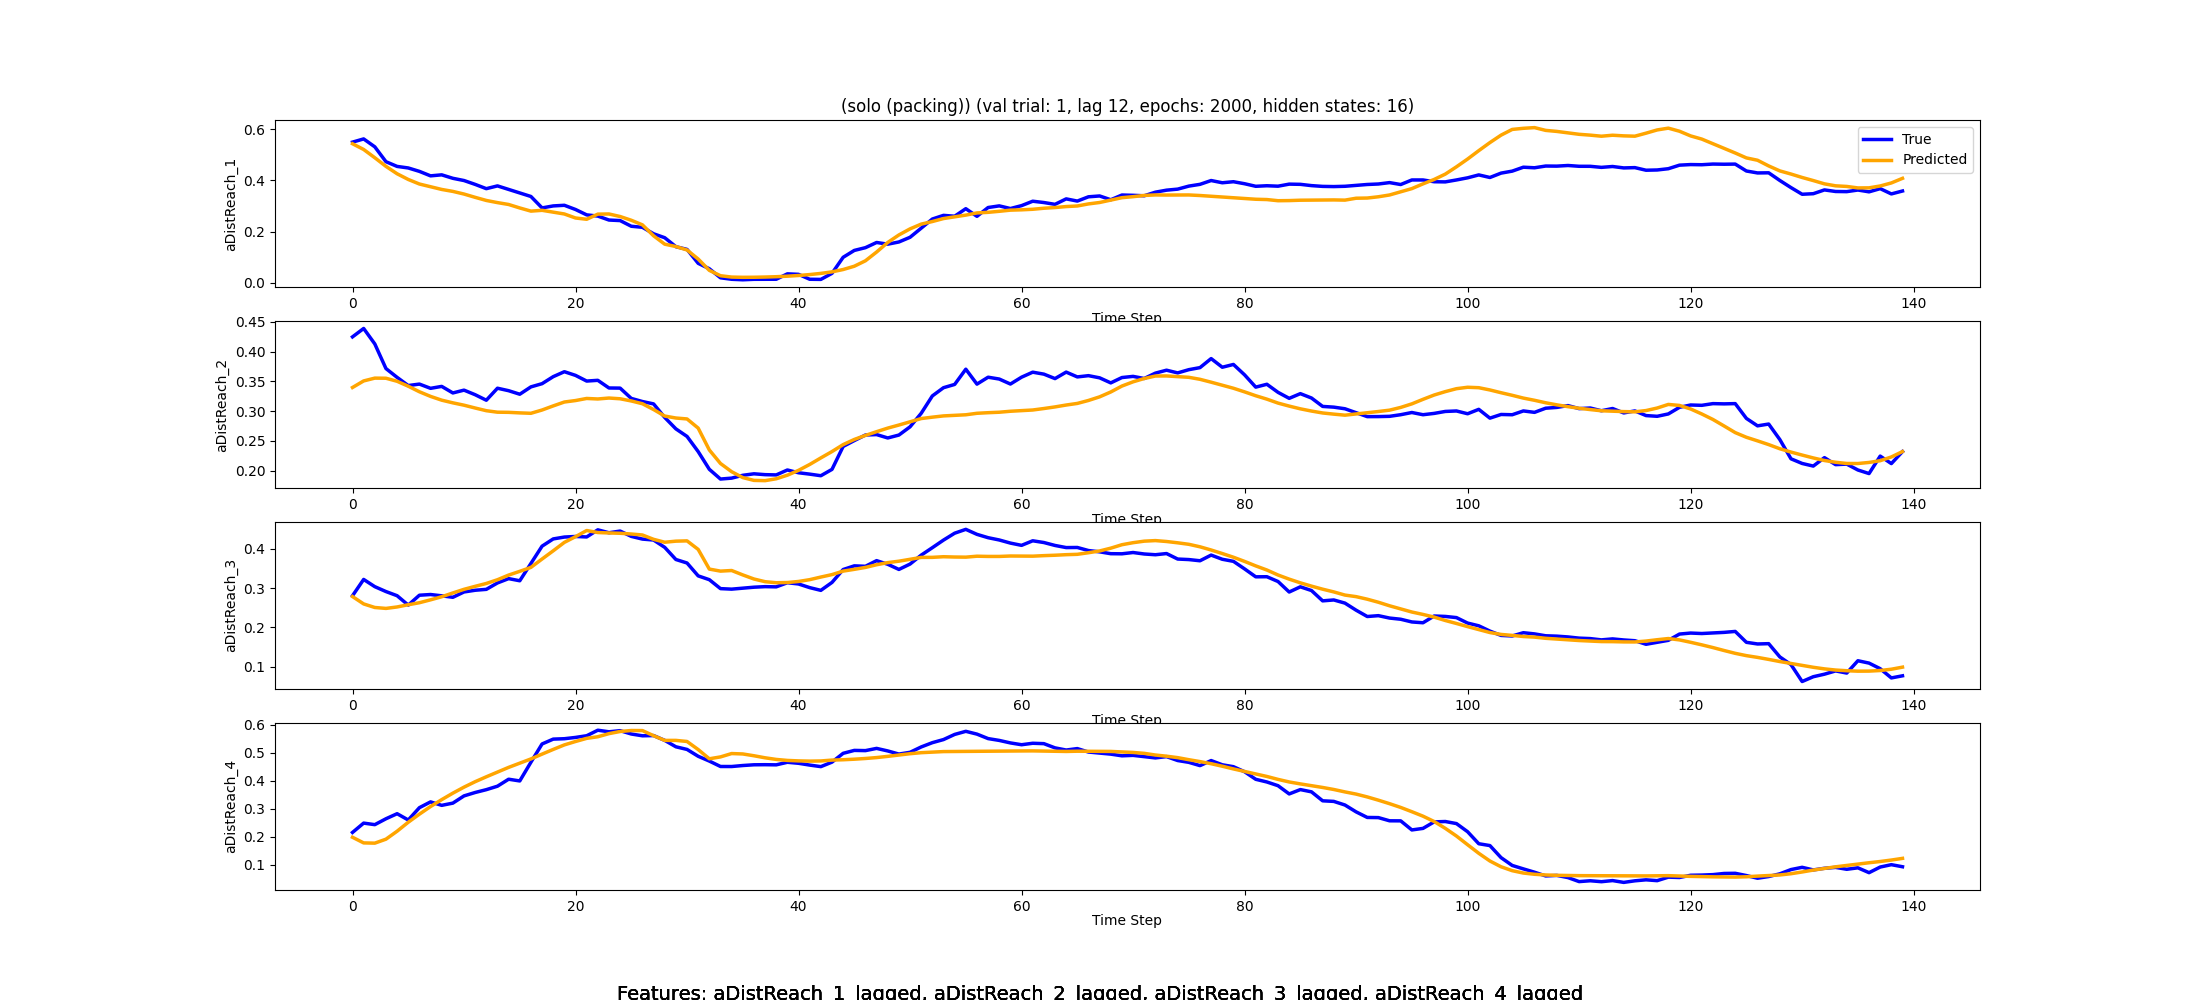 (solo (packing)) (val trial: 1, lag 12, epochs: 2000, hidden states: 16)
aDistReach_1
0.6
0.4
0.2
0.0
True
Predicted
0 20 40 60 80 100 120 140
Time Step
aDistReach_2
0.45
0.40
0.35
0.30
0.25
0.20
0 20 40 60 80 100 120 140
Time Step
aDistReach_3
0.4
0.3
0.2
0.1
0 20 40 60 80 100 120 140
Time Step
aDistReach_4
0.6
0.5
0.4
0.3
0.2
0.1
0 20 40 60 80 100 120 140
Time Step
Features: aDistReach_1_lagged, aDistReach_2_lagged, aDistReach_3_lagged, aDistReach_4_lagged